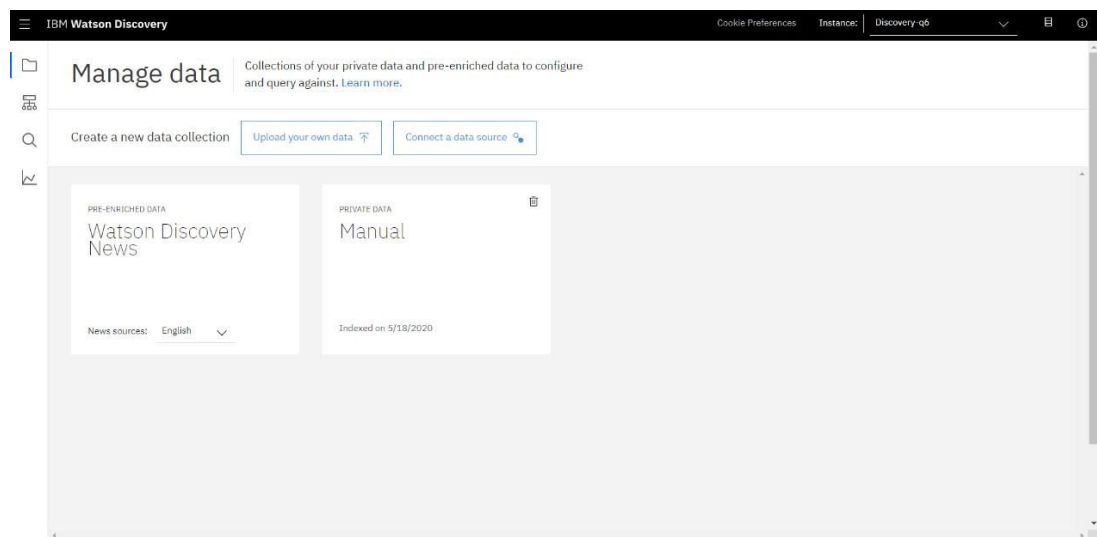 IBM Watson Discovery
Cookie Preferences
Instance:
Discovery-q6
Manage data
Collections of your private data and pre-enriched data to configure
and query against. Learn more.
Create a new data collection
Upload your own data
Connect a data source
PRE-ENRICHED DATA
Watson Discovery
News
News sources: English
PRIVATE DATA
Manual
Indexed on 5/18/2020